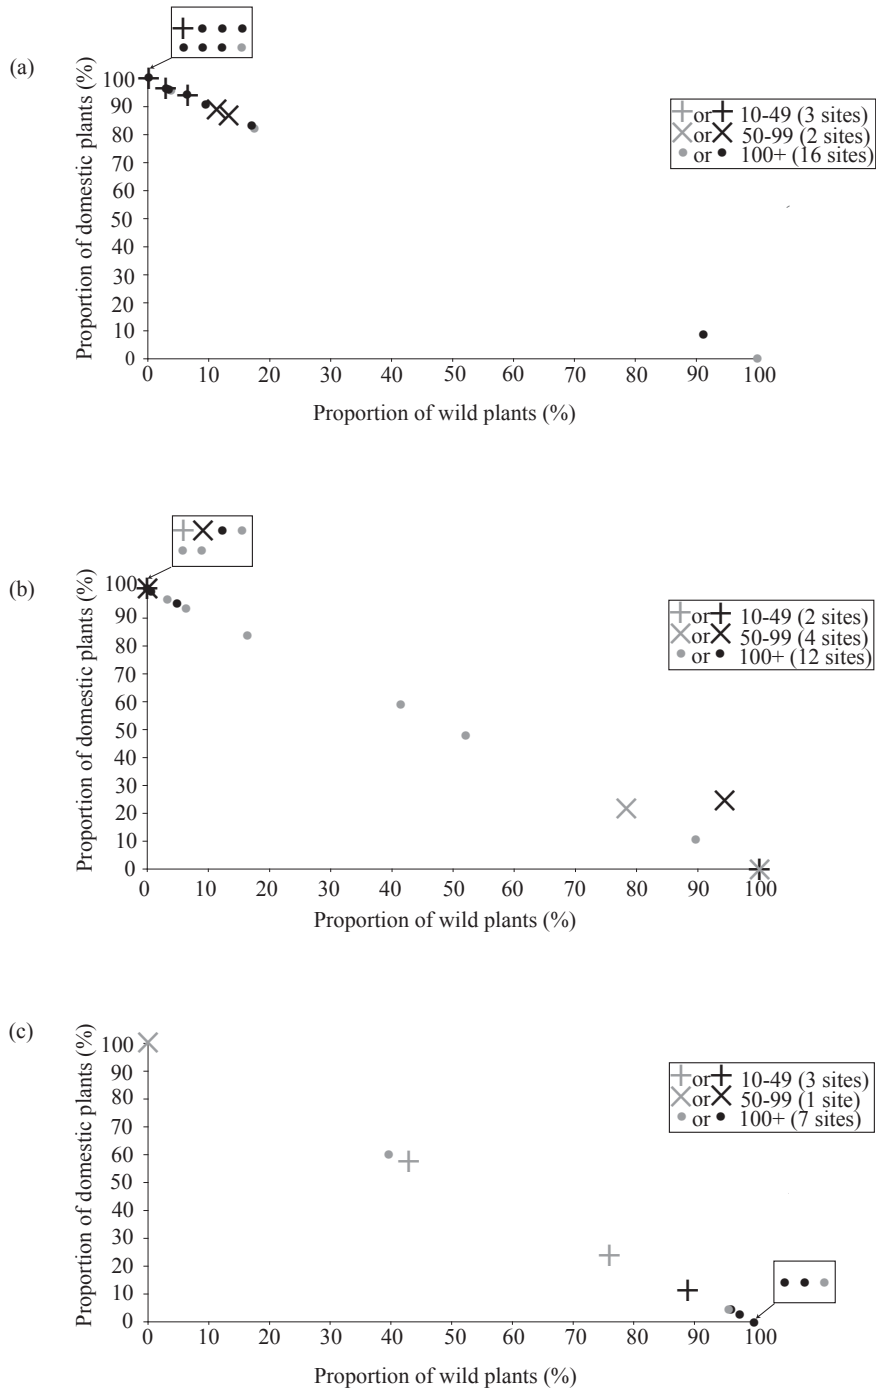 (a)
Proportion of domestic plants (%)
100
90
80
70
60
50
40
30
20
10
0
0 10 20 30 40 50 60 70 80 90 100
Proportion of wild plants (%)
or 10-49 (3 sites)
or 50-99 (2 sites)
or 100+ (16 sites)
(b)
Proportion of domestic plants (%)
100
90
80
70
60
50
40
30
20
10
0
0 10 20 30 40 50 60 70 80 90 100
Proportion of wild plants (%)
or 10-49 (2 sites)
or 50-99 (4 sites)
or 100+ (12 sites)
(c)
Proportion of domestic plants (%)
100
90
80
70
60
50
40
30
20
10
0
0 10 20 30 40 50 60 70 80 90 100
Proportion of wild plants (%)
or 10-49 (3 sites)
or 50-99 (1 site)
or 100+ (7 sites)